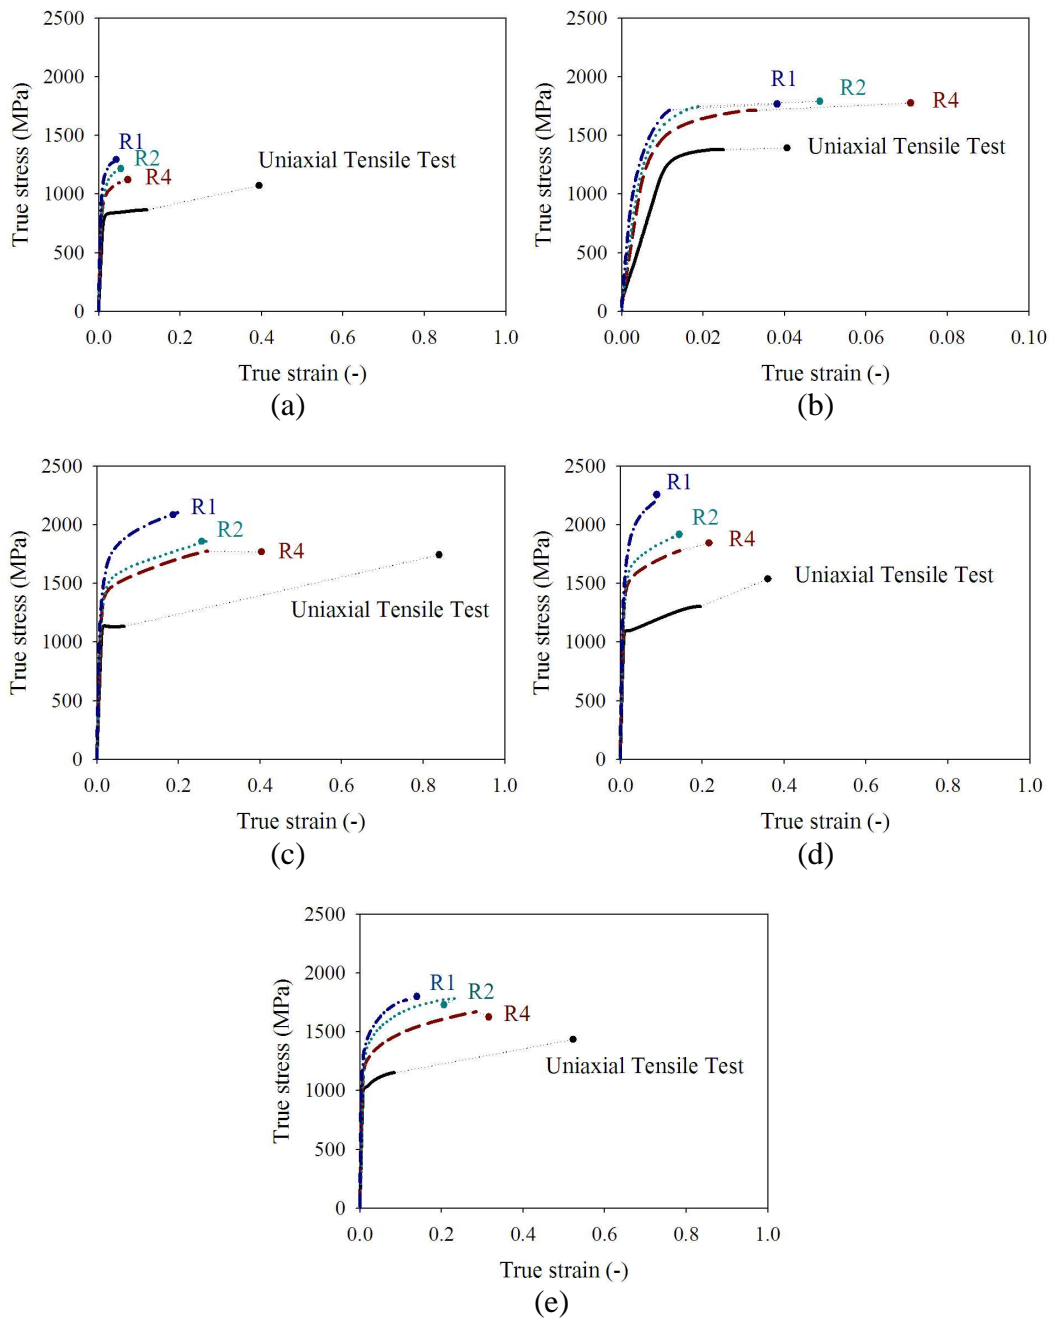 2500
2000
1500
1000
500
0
True stress (MPa)
R1
R2
R4
Uniaxial Tensile Test
0.0 0.2 0.4 0.6 0.8 1.0
True strain (-)
(a)
2500
2000
1500
1000
500
0
True stress (MPa)
R1
R2
R4
Uniaxial Tensile Test
0.00 0.02 0.04 0.06 0.08 0.10
True strain (-)
(b)
2500
2000
1500
1000
500
0
True stress (MPa)
R1
R2
R4
Uniaxial Tensile Test
0.0 0.2 0.4 0.6 0.8 1.0
True strain (-)
(c)
2500
2000
1500
1000
500
0
True stress (MPa)
R1
R2
R4
Uniaxial Tensile Test
0.0 0.2 0.4 0.6 0.8 1.0
True strain (-)
(d)
2500
2000
1500
1000
500
0
True stress (MPa)
R1
R2
R4
Uniaxial Tensile Test
0.0 0.2 0.4 0.6 0.8 1.0
True strain (-)
(e)